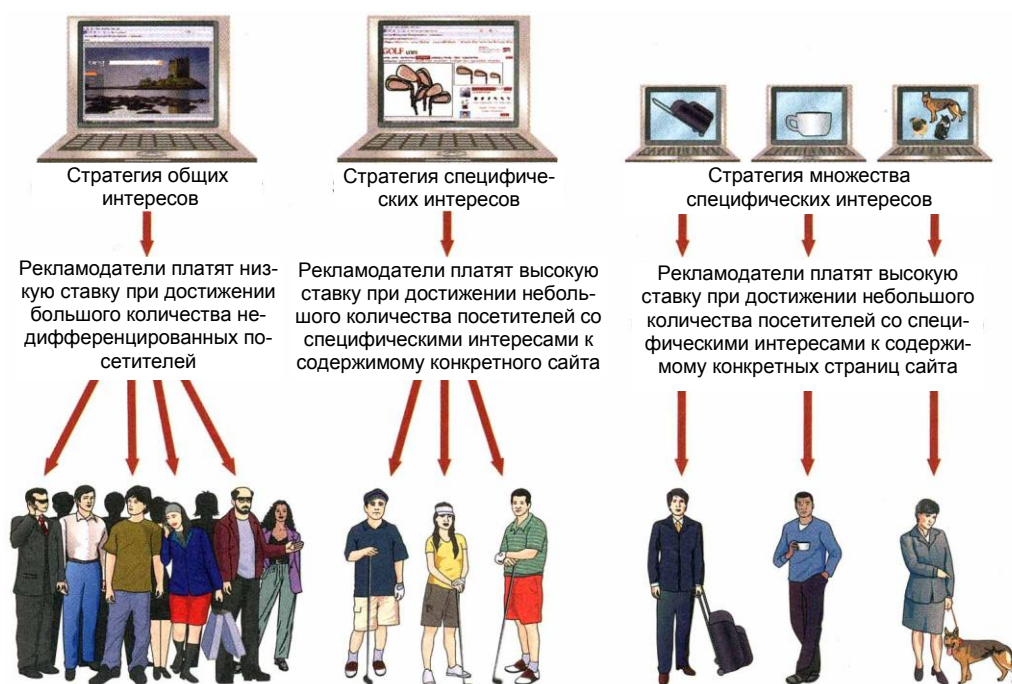 bing
GOLF
Стратегия общих
интересов
Стратегия специфиче-
ских интересов
Стратегия множества
специфических интересов
Рекламодатели платят низ-
кую ставку при достижении
большого количества не-
дифференцированных по-
сетителей
Рекламодатели платят высокую
ставку при достижении неболь-
шого количества посетителей со
специфическими интересами к
содержимому конкретного сайта
Рекламодатели платят высокую
ставку при достижении небольшого
количества посетителей со специ-
фическими интересами к содержи-
мому конкретных страниц сайта